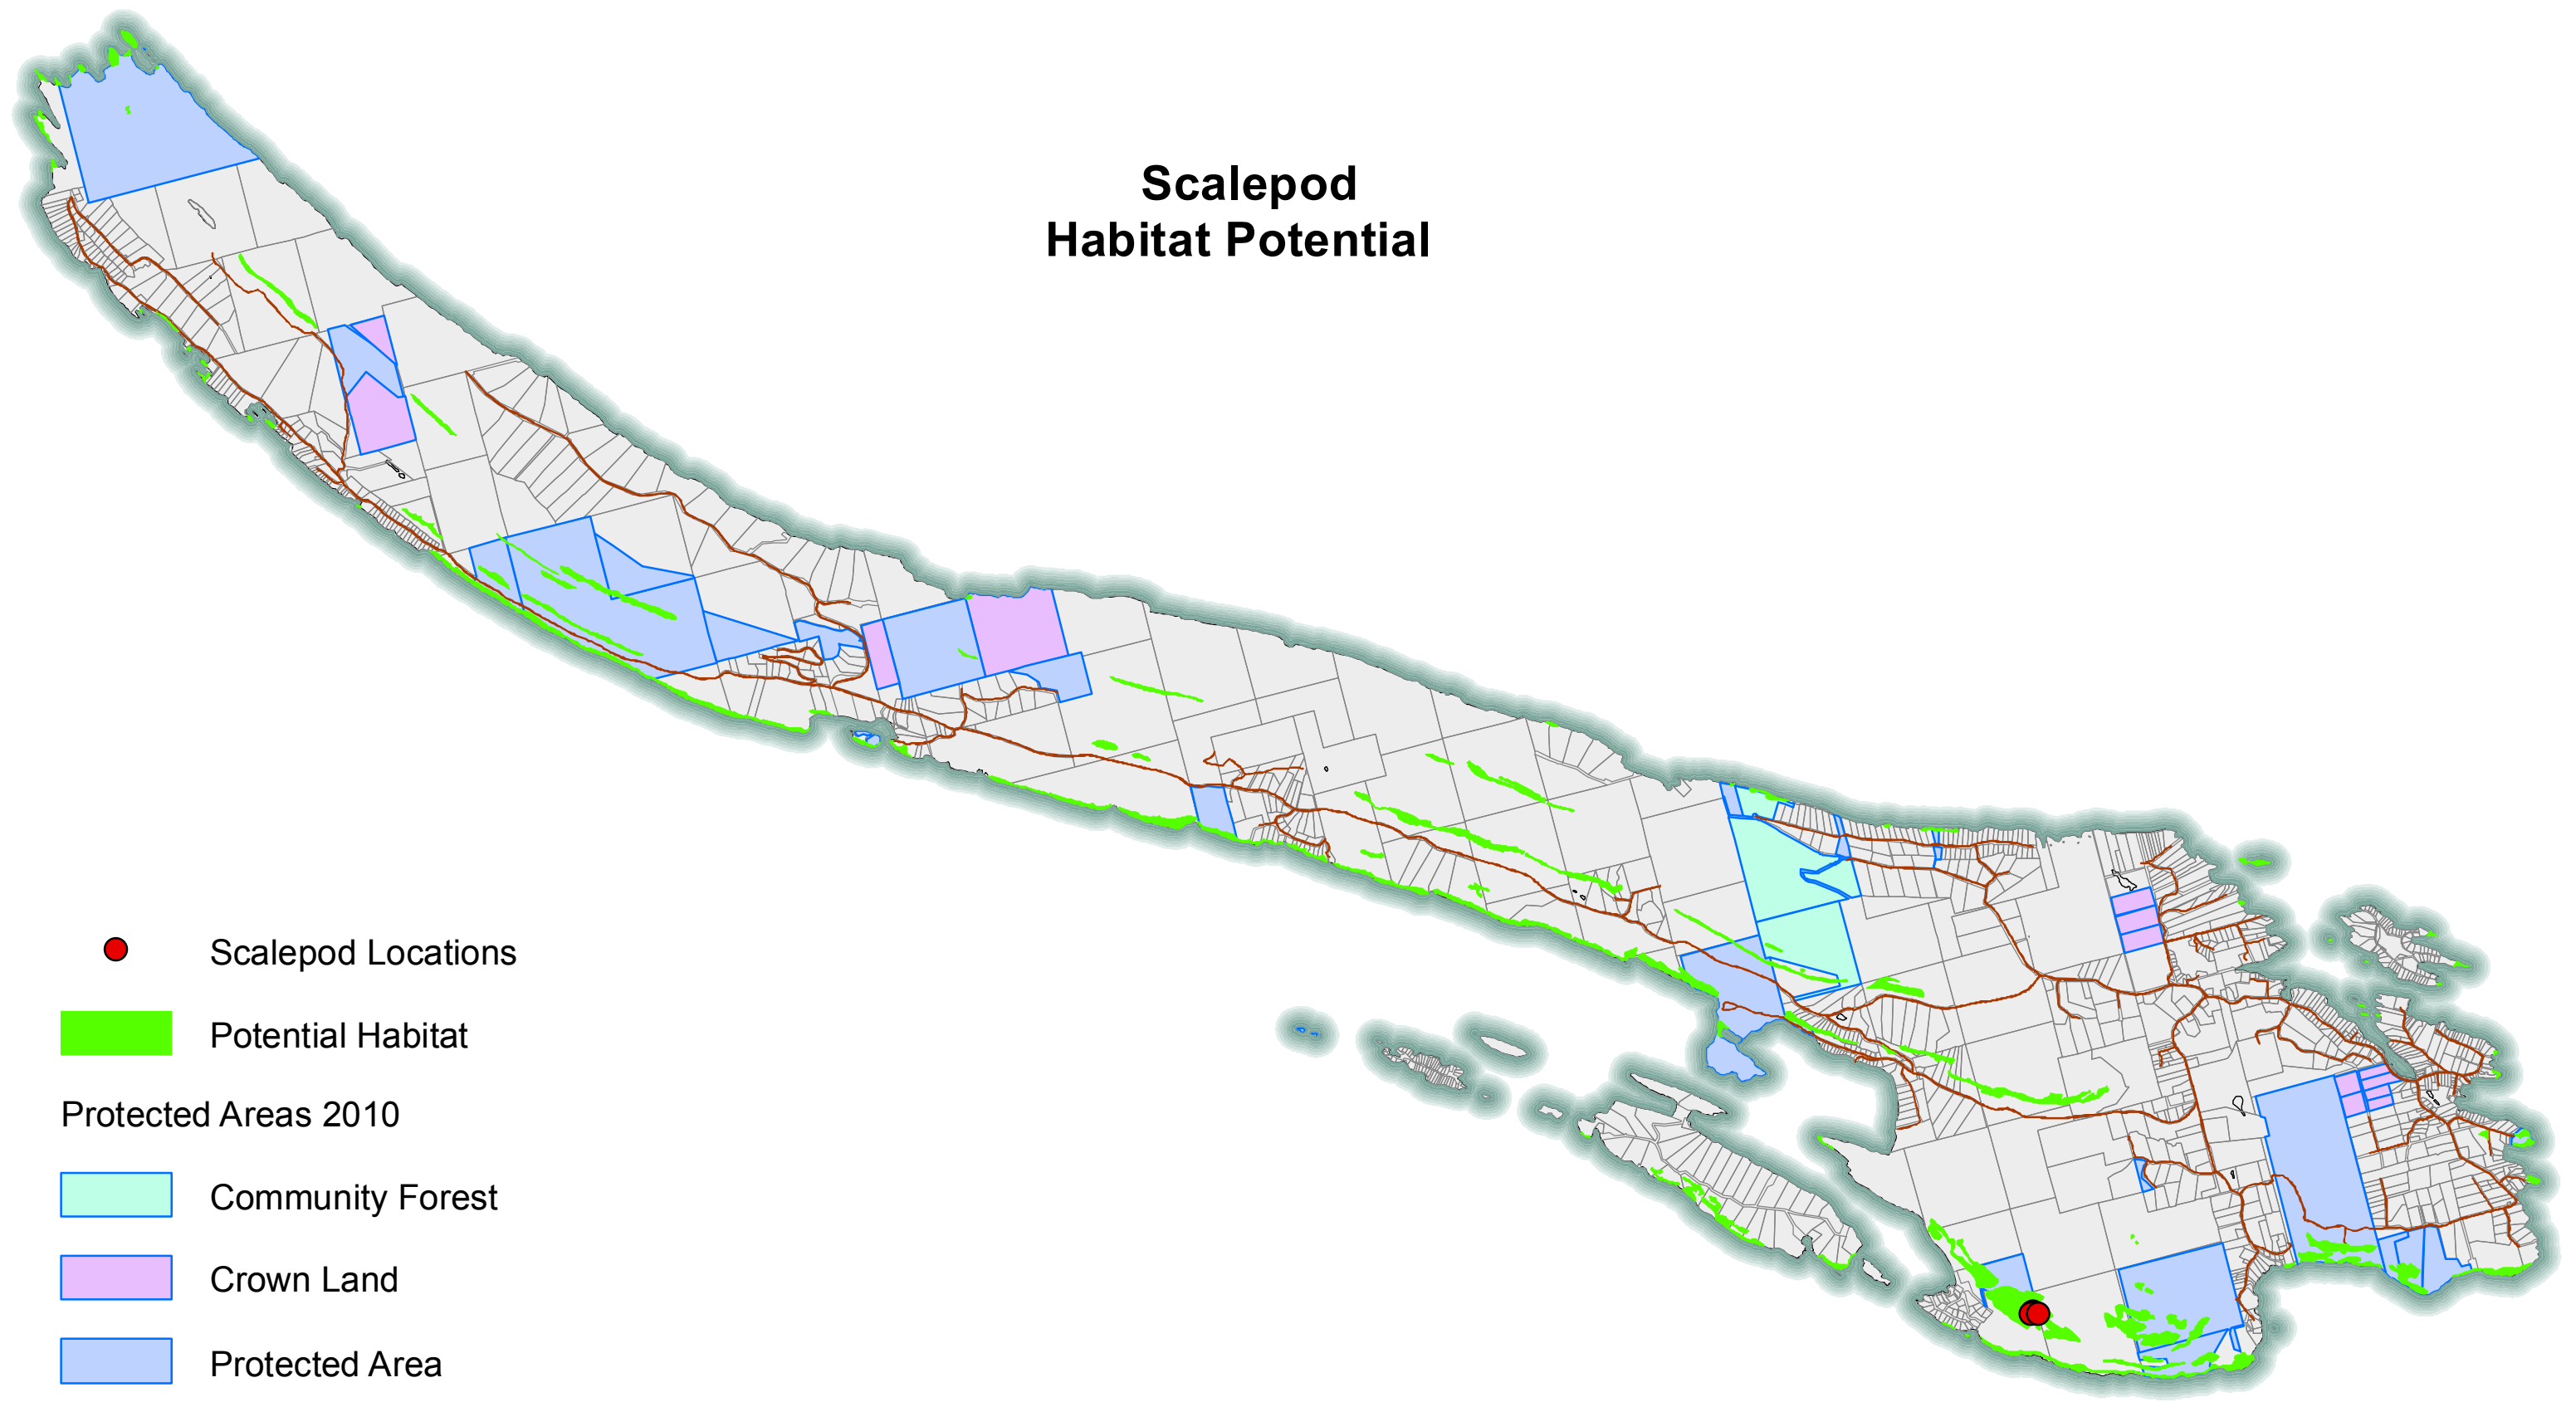 Scalepod
Habitat Potential
Scalepod Locations
Potential Habitat
Protected Areas 2010
Community Forest
Crown Land
Protected Area